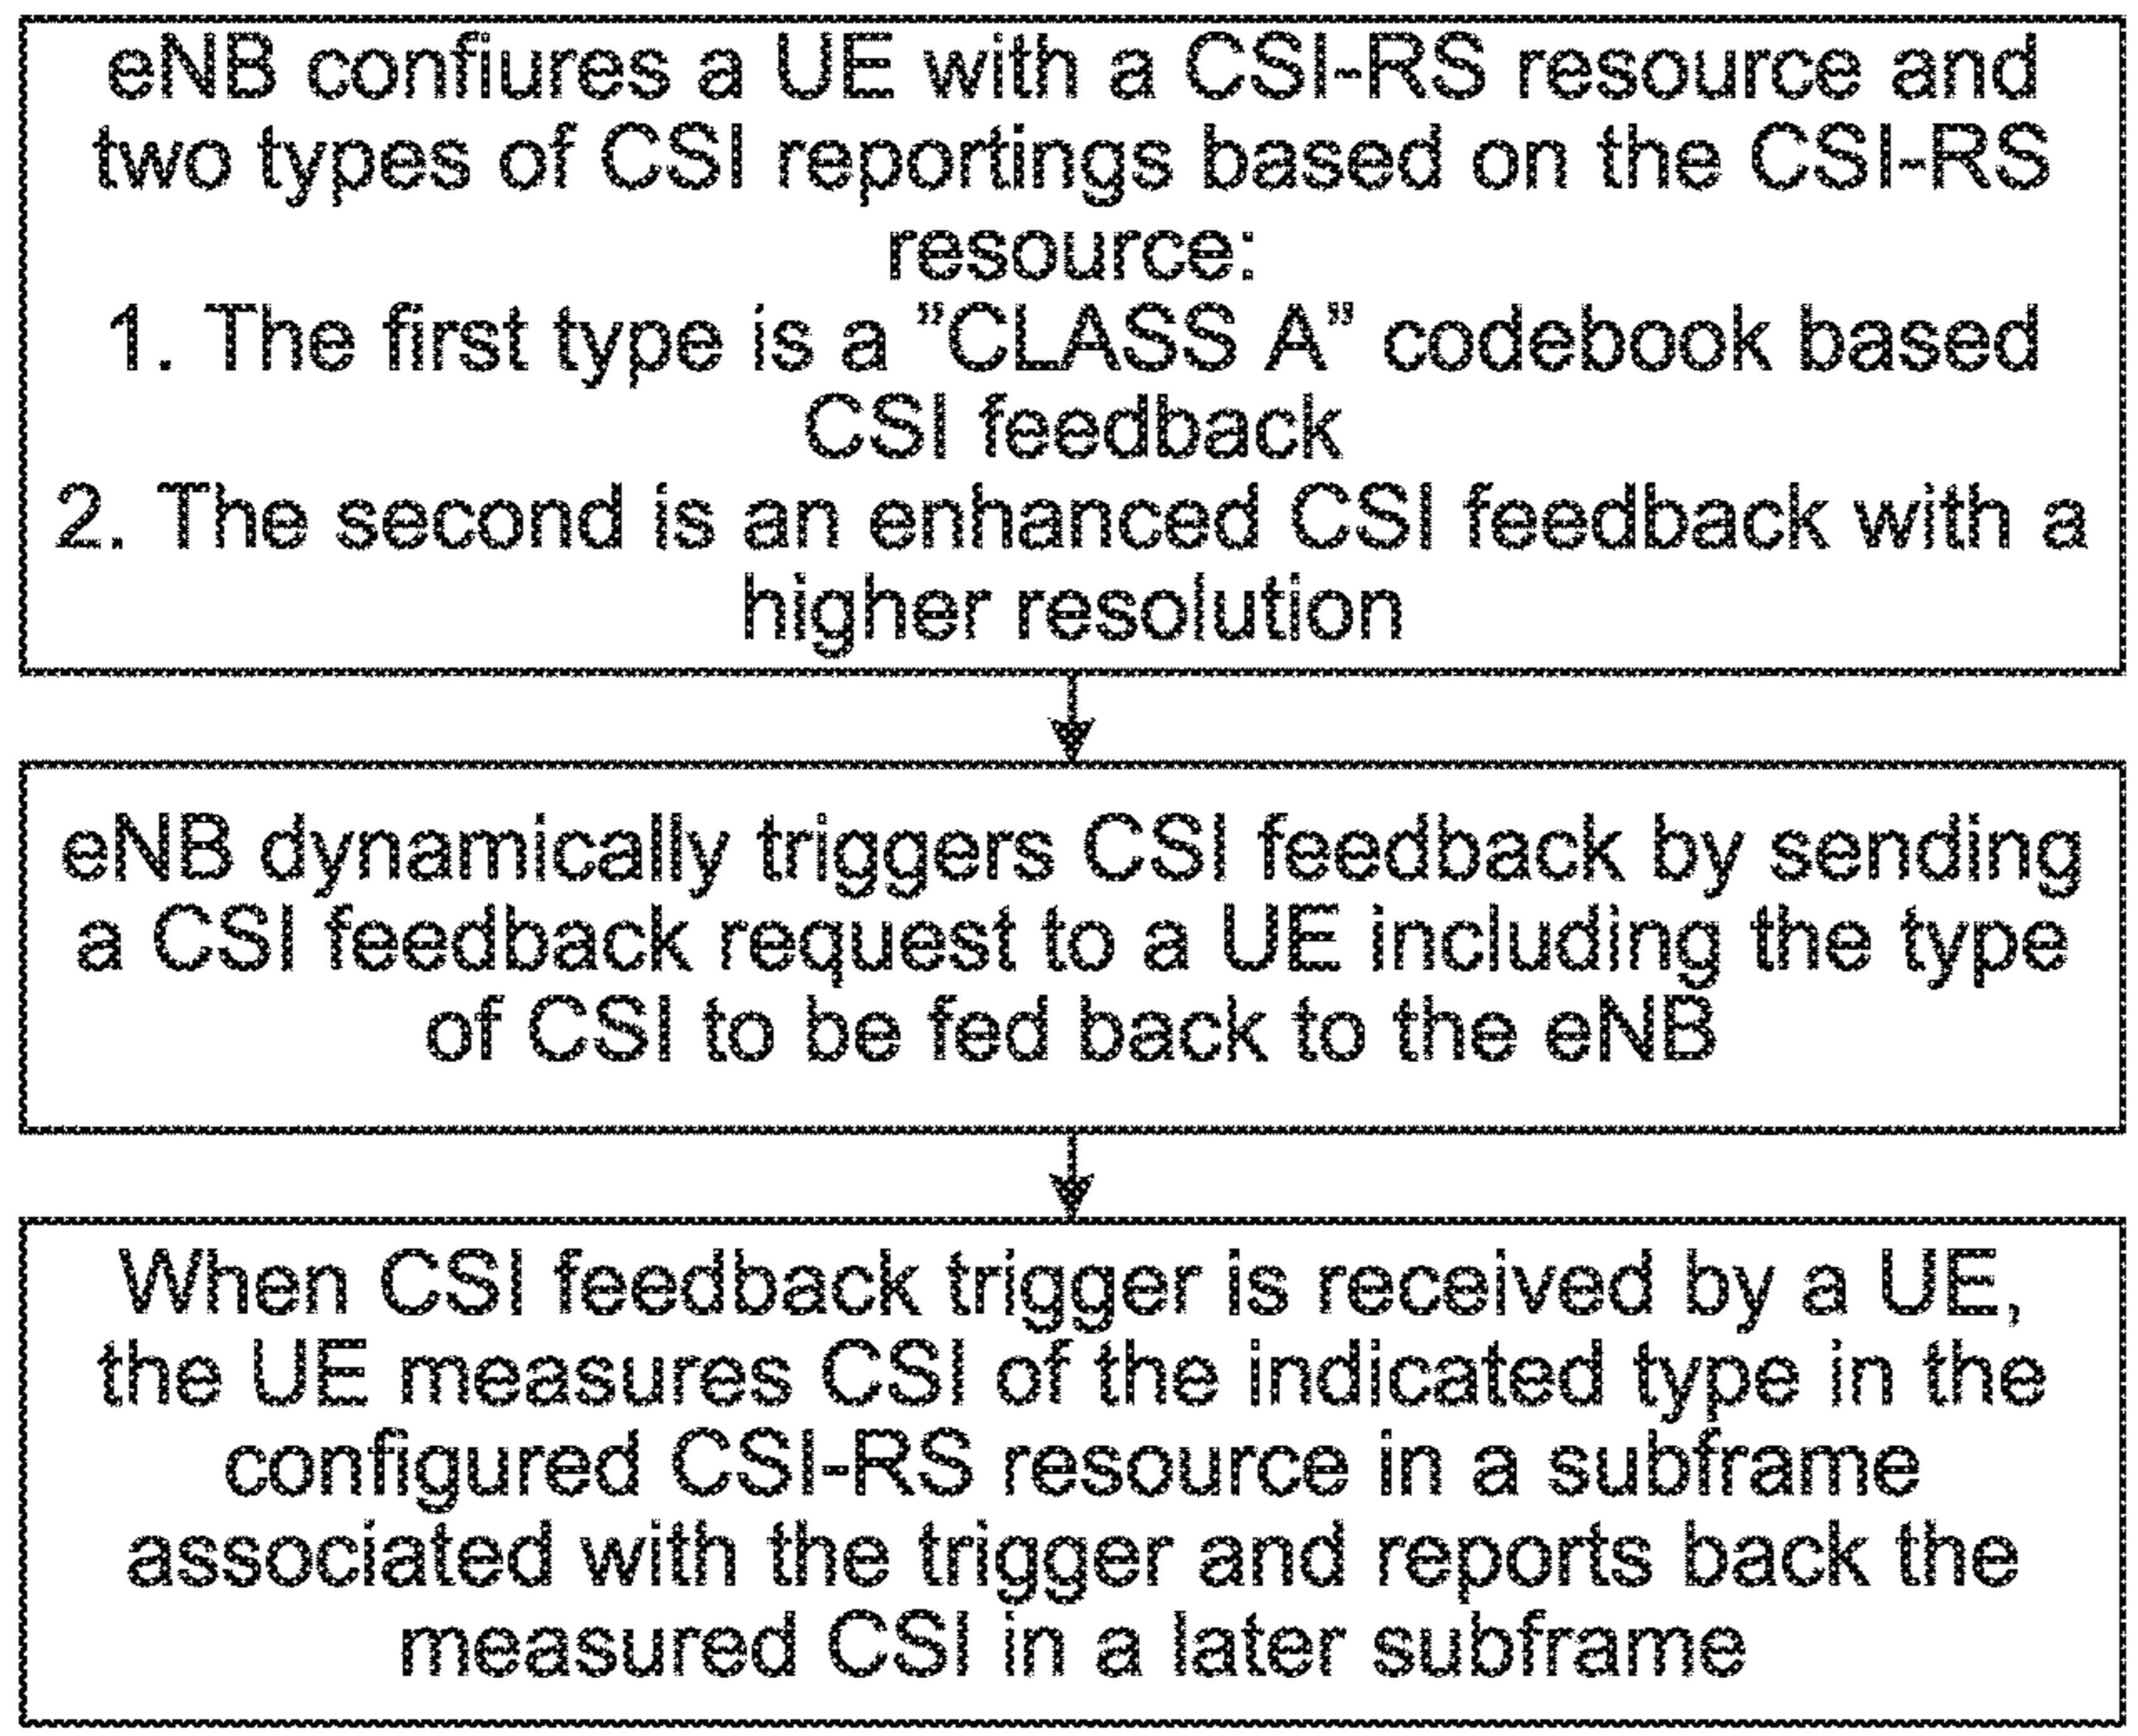 eNB confiures a UE with a CSI-RS resource and
two types of CSI reportings based on the CSI-RS
resource:
1. The first type is a ”CLASS A” codebook based
CSI feedback
2. The second is an enhanced CSI feedback with a
higher resolution
eNB dynamically triggers CSI feedback by sending
a CSI feedback request to a UE including the type
of CSI to be fed back to the eNB
When CSI feedback trigger is received by a UE,
the UE measures CSI of the indicated type in the
configured CSI-RS resource in a subframe
associated with the trigger and reports back the
measured CSI in a later subframe